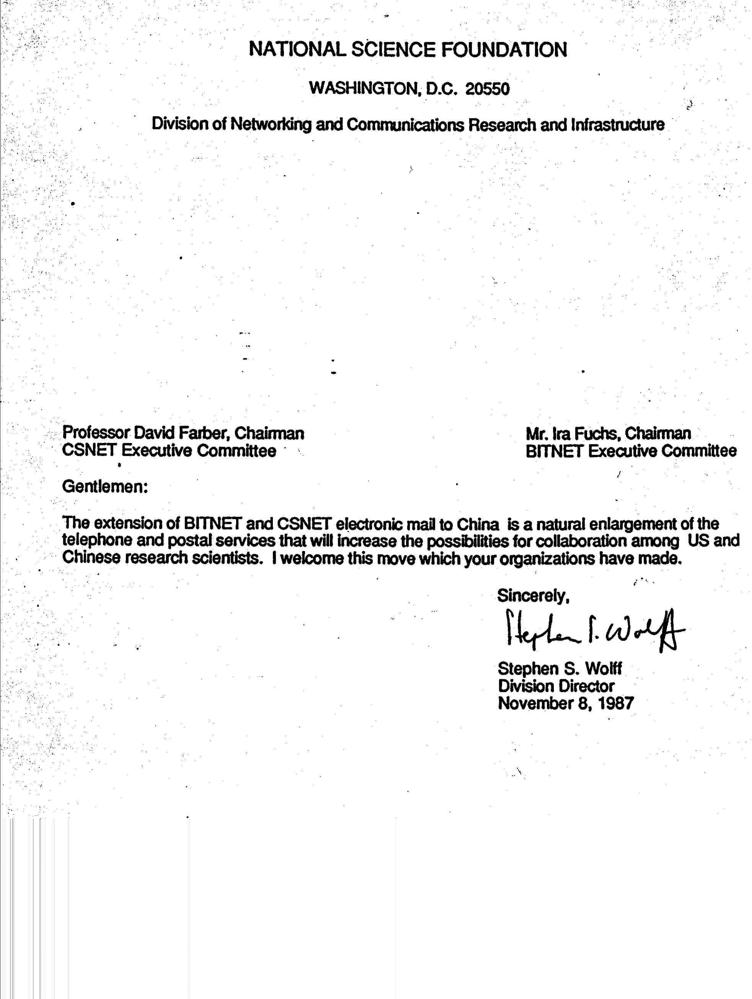 NATIONAL SCIENCE FOUNDATION
WASHINGTON, D.C. 20550
Division of Networking and Communications Research and Infrastructure
Professor David Farber, Chairman
CSNET Executive Committee
Mr. Ira Fuchs, Chairman
BITNET Executive Committee
Gentlemen:
The extension of BITNET and CSNET electronic mail to China is a natural enlargement of the
telephone and postal services that will increase the possibilities for collaboration among US and
Chinese research scientists. I welcome this move which your organizations have made.
Sincerely,
Stephen S. Wolff
Stephen S. Wolff
Division Director
November 8, 1987